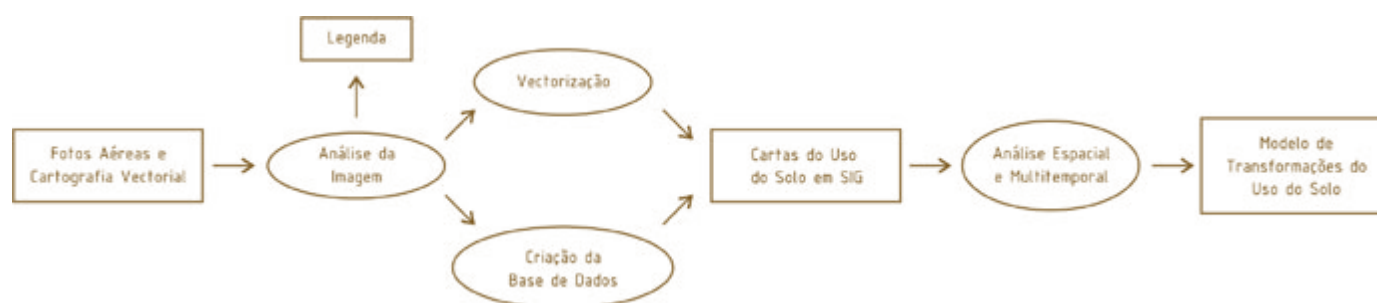 Legenda
Vectorização
Fotos Aéreas e
Cartografia Vectorial
Análise da
Imagem
Cartas do Uso
do Solo em SIG
Análise Espacial
e Multitemporal
Modelo de
Transformações do
Uso do Solo
Criação da
Base de Dados